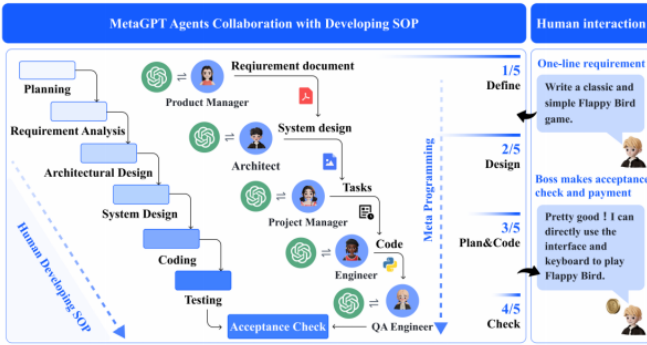 MetaGPT Agents Collaboration with Developing SOP
Human interaction
Planning
Requirement Analysis
Architectural Design
System Design
Coding
Testing
Human Developing SOP
Reqiurement document
Product Manager
System design
Architect
Tasks
Project Manager
Code
Engineer
QA Engineer
Acceptance Check
Meta Programming
1/5
Define
2/5
Design
3/5
Plan&Code
4/5
Check
One-line requirement
Write a classic and
simple Flappy Bird
game.
Boss makes acceptance
check and payment
Pretty good ! I can
directly use the
interface and
keyboard to play
Flappy Bird.